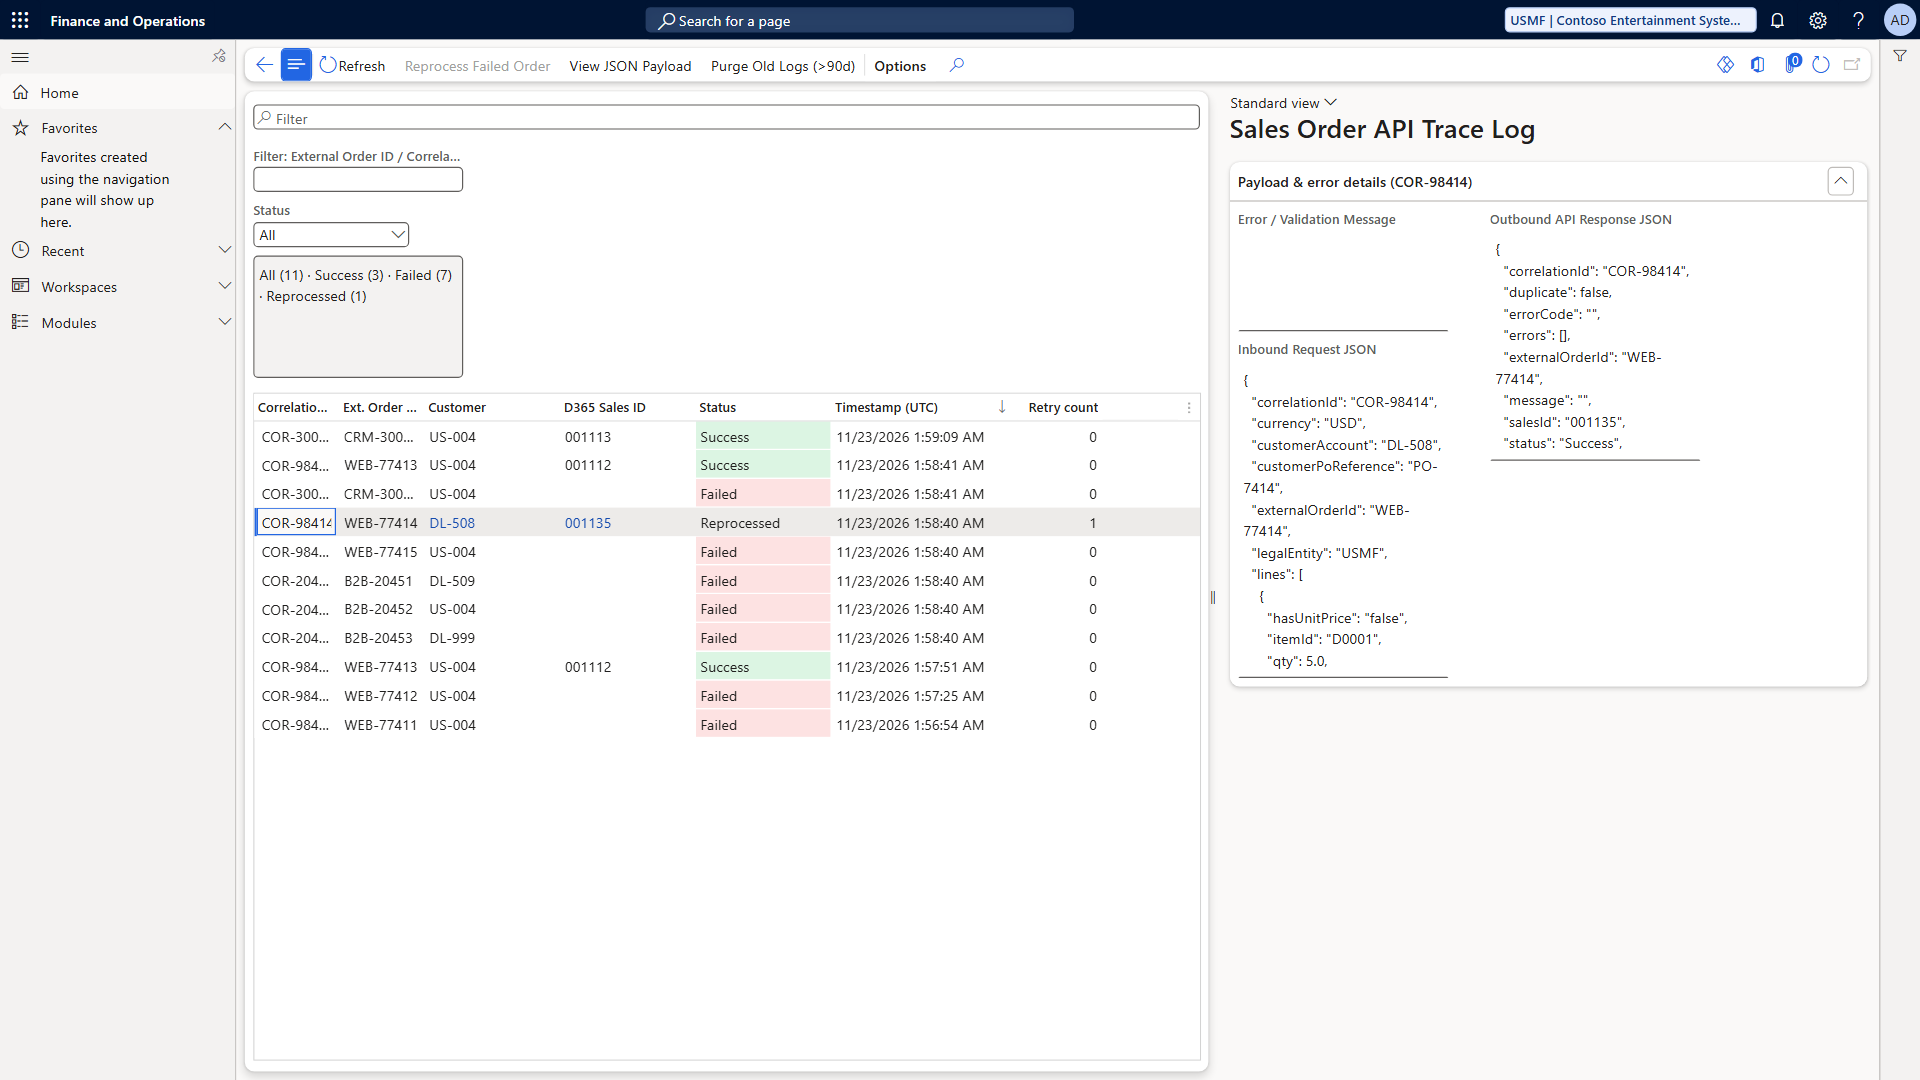 Finance and Operations
Search for a page
USMF | Contoso Entertainment Syste...
AD
Home
Favorites
Favorites created
using the navigation
pane will show up
here.
Recent
Workspaces
Modules
Refresh
Reprocess Failed Order
View JSON Payload
Purge Old Logs (>90d)
Options
0
Filter
Filter: External Order ID / Correla...
Status
All
All (11) · Success (3) · Failed (7)
· Reprocessed (1)
Correlatio... Ext. Order ... Customer D365 Sales ID Status Timestamp (UTC) Retry count
COR-300... CRM-300... US-004 001113 Success 11/23/2026 1:59:09 AM 0
COR-984... WEB-77413 US-004 001112 Success 11/23/2026 1:58:41 AM 0
COR-300... CRM-300... US-004 Failed 11/23/2026 1:58:41 AM 0
COR-98414 WEB-77414 DL-508 001135 Reprocessed 11/23/2026 1:58:40 AM 1
COR-984... WEB-77415 US-004 Failed 11/23/2026 1:58:40 AM 0
COR-204... B2B-20451 DL-509 Failed 11/23/2026 1:58:40 AM 0
COR-204... B2B-20452 US-004 Failed 11/23/2026 1:58:40 AM 0
COR-204... B2B-20453 DL-999 Failed 11/23/2026 1:58:40 AM 0
COR-984... WEB-77413 US-004 001112 Success 11/23/2026 1:57:51 AM 0
COR-984... WEB-77412 US-004 Failed 11/23/2026 1:57:25 AM 0
COR-984... WEB-77411 US-004 Failed 11/23/2026 1:56:54 AM 0
Standard view
Sales Order API Trace Log
Payload & error details (COR-98414)
Error / Validation Message
Inbound Request JSON
{
"correlationId": "COR-98414",
"currency": "USD",
"customerAccount": "DL-508",
"customerPoReference": "PO-
7414",
"externalOrderId": "WEB-
77414",
"legalEntity": "USMF",
"lines": [
{
"hasUnitPrice": "false",
"itemId": "D0001",
"qty": 5.0,
Outbound API Response JSON
{
"correlationId": "COR-98414",
"duplicate": false,
"errorCode": "",
"errors": [],
"externalOrderId": "WEB-
77414",
"message": "",
"salesId": "001135",
"status": "Success",